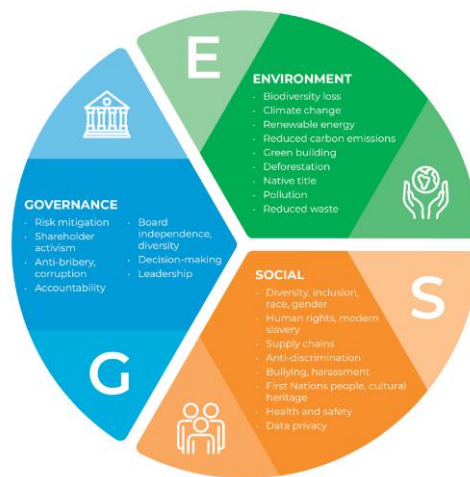 E
ENVIRONMENT
• Biodiversity loss
• Climate change
• Renewable energy
• Reduced carbon emissions
• Green building
• Deforestation
• Native title
• Pollution
• Reduced waste
GOVERNANCE
• Risk mitigation
• Shareholder
activism
• Anti-bribery,
corruption
• Accountability
• Board
independence,
diversity
• Decision-making
• Leadership
G
SOCIAL
• Diversity, inclusion,
race, gender
• Human rights, modern
slavery
• Supply chains
• Anti-discrimination
• Bullying, harassment
• First Nations people, cultural
heritage
• Health and safety
• Data privacy
S